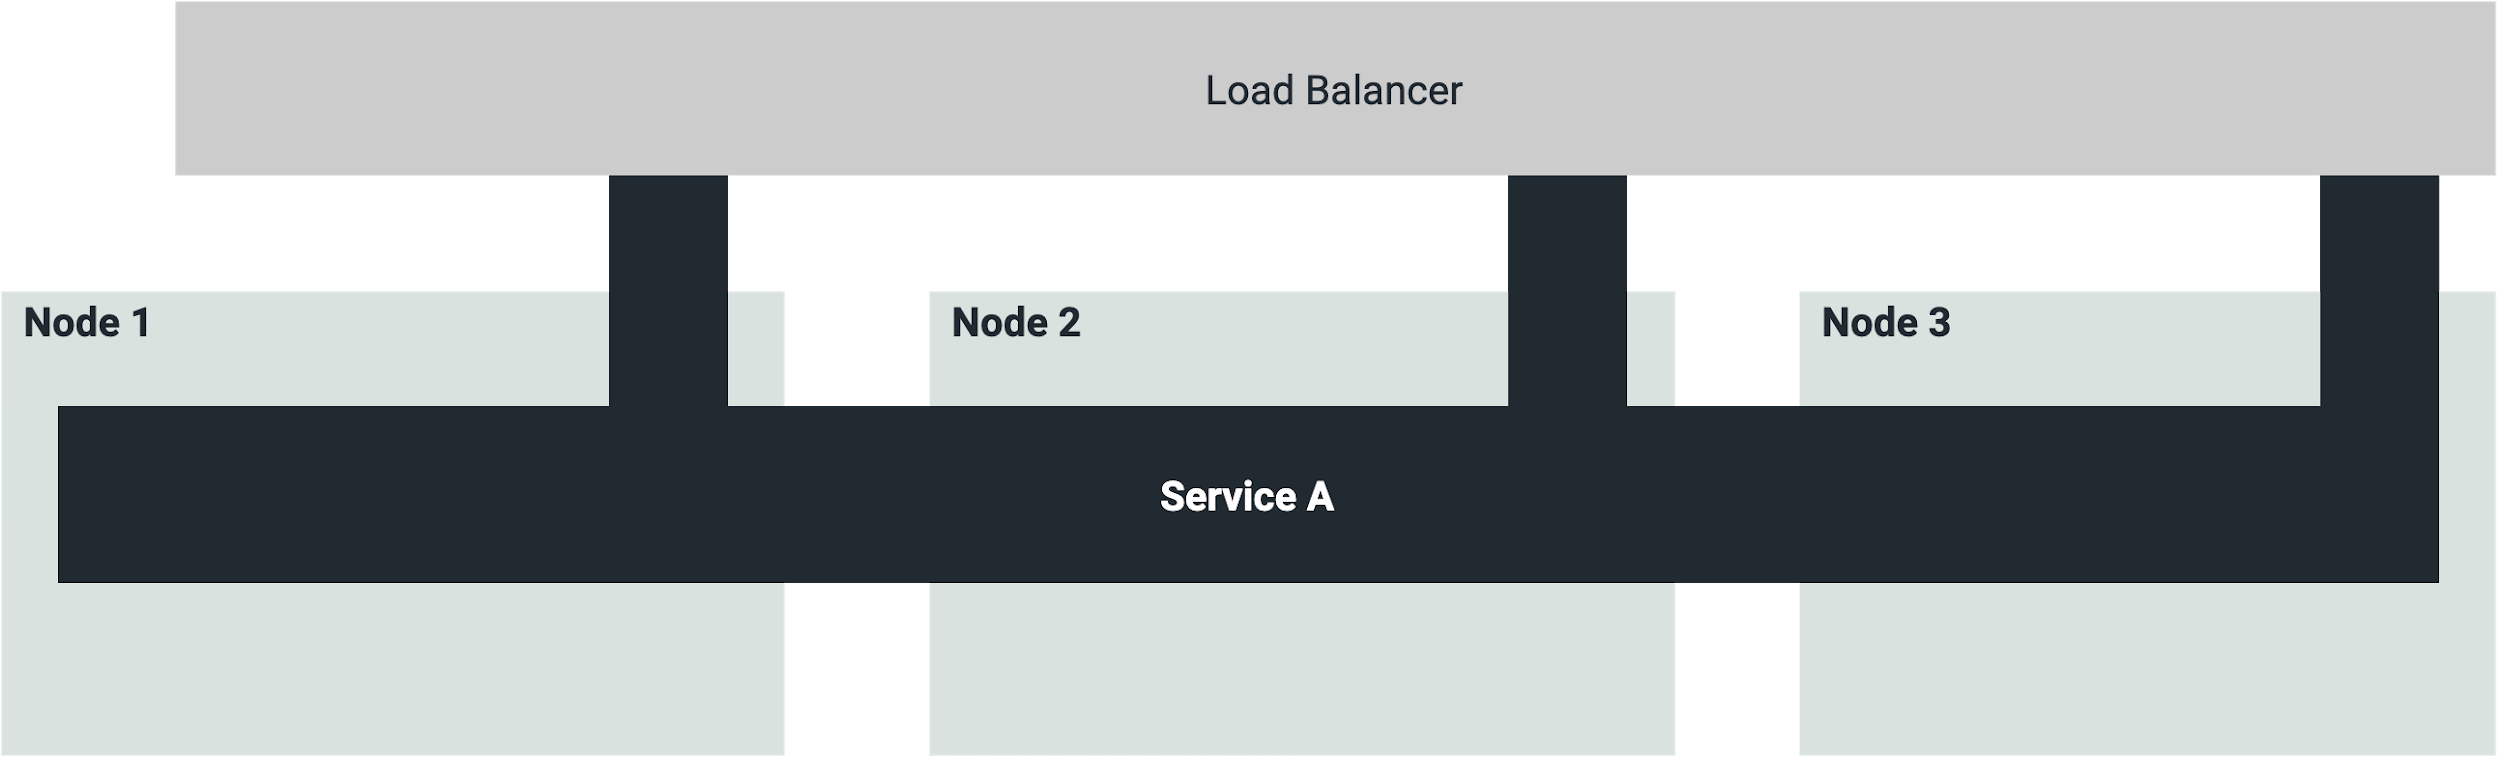 Load Balancer
Node 1
Node 2
Node 3
Service A